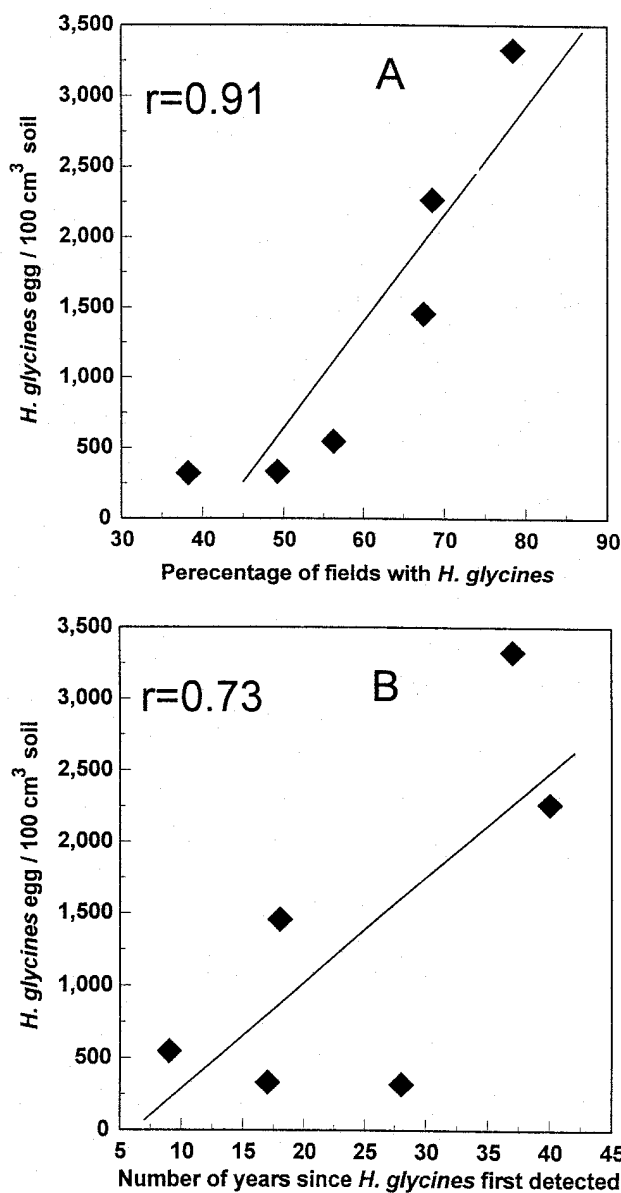 3,500
3,000
2,500
2,000
1,500
1,000
500
0
H. glycines egg / 100 cm³ soil
r=0.91
A
30 40 50 60 70 80 90
Perecentage of fields with H. glycines
3,500
3,000
2,500
2,000
1,500
1,000
500
0
H. glycines egg / 100 cm³ soil
r=0.73
B
5 10 15 20 25 30 35 40 45
Number of years since H. glycines first detected